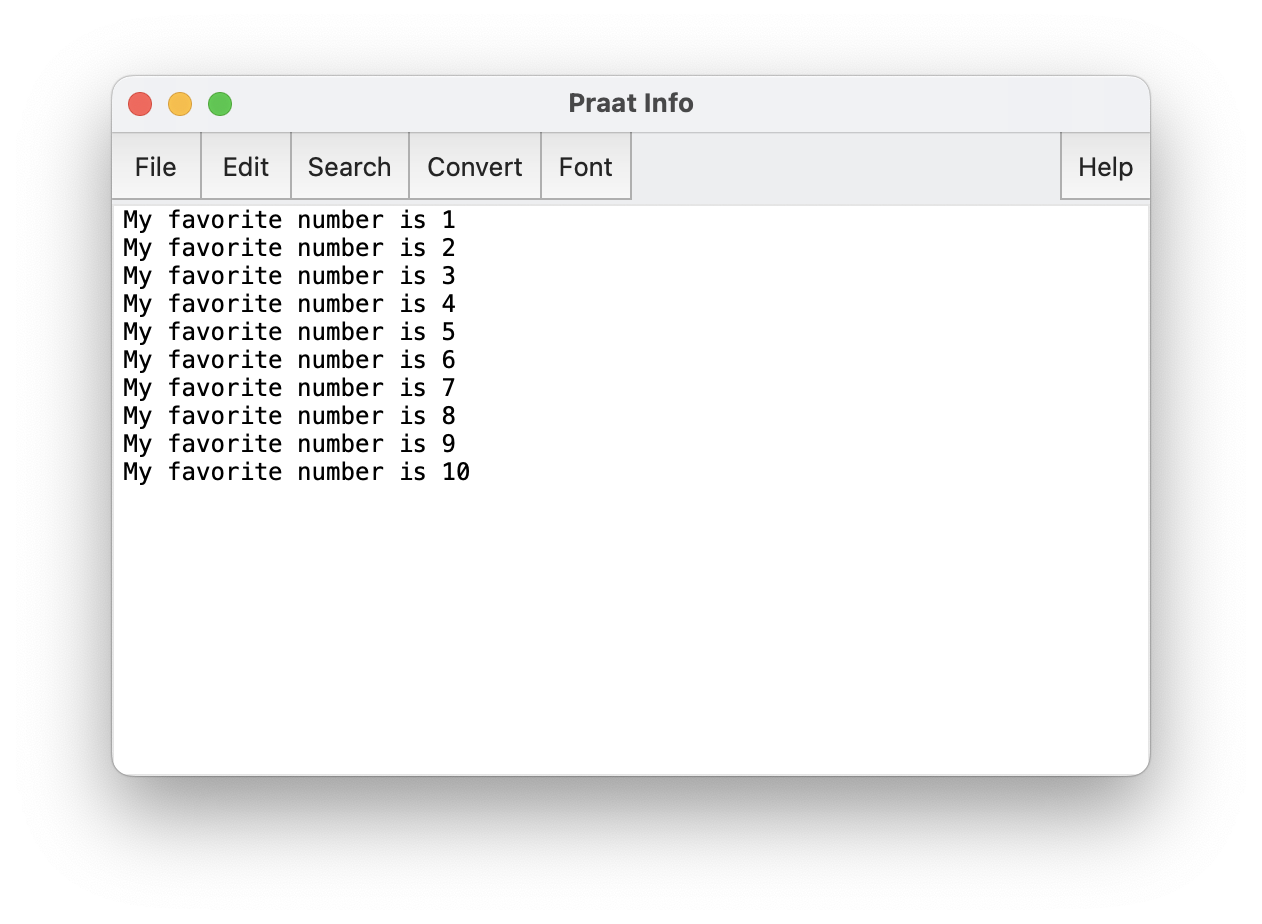 Praat Info
File Edit Search Convert Font Help
My favorite number is 1
My favorite number is 2
My favorite number is 3
My favorite number is 4
My favorite number is 5
My favorite number is 6
My favorite number is 7
My favorite number is 8
My favorite number is 9
My favorite number is 10